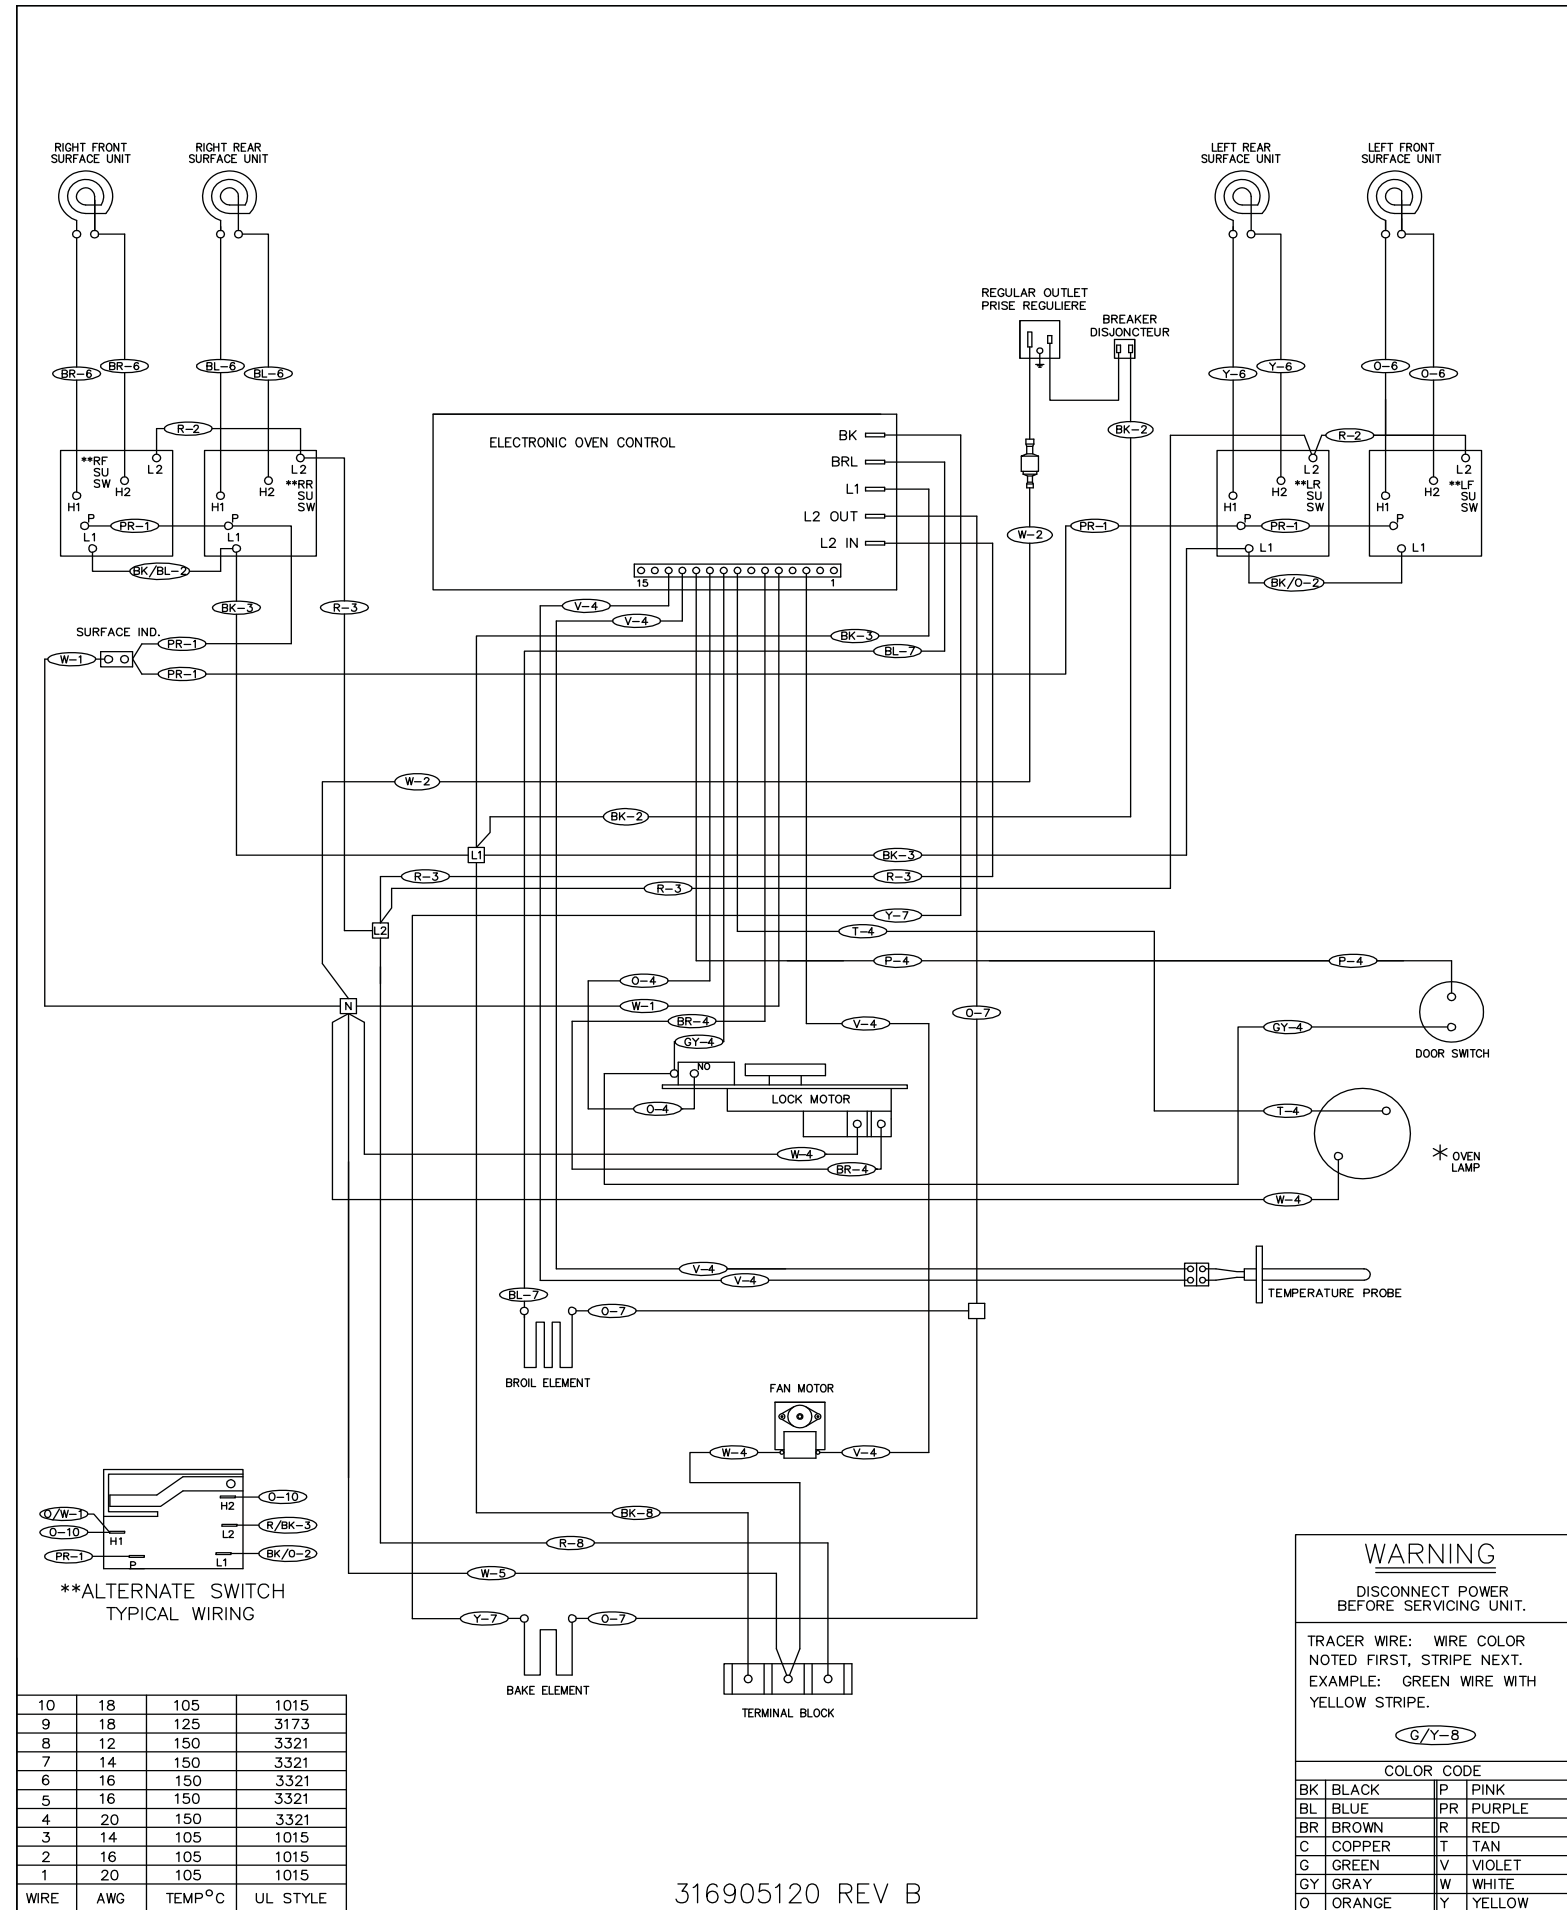 RIGHT FRONT
SURFACE UNIT
RIGHT REAR
SURFACE UNIT
LEFT REAR
SURFACE UNIT
LEFT FRONT
SURFACE UNIT
REGULAR OUTLET
PRISE REGULIERE
BREAKER
DISJONCTEUR
BR-6
BR-6
BL-6
BL-6
Y-6
Y-6
O-6
O-6
R-2
BK-2
R-2
ELECTRONIC OVEN CONTROL
BK
BRL
L1
L2 OUT
L2 IN
15
1
**RF
SU
SW
H1
H2
L2
P
L1
**RR
SU
SW
H1
H2
L2
P
L1
PR-1
BK/BL-2
**LR
SU
SW
H1
H2
L2
P
L1
**LF
SU
SW
H1
H2
L2
P
L1
PR-1
PR-1
BK/O-2
W-2
BK-3
R-3
V-4
V-4
SURFACE IND.
W-1
PR-1
PR-1
BK-3
BL-7
W-2
BK-2
L1
BK-3
R-3
R-3
R-3
Y-7
L2
T-4
P-4
P-4
O-4
N
W-1
O-7
BR-4
V-4
GY-4
GY-4
DOOR SWITCH
NO
LOCK MOTOR
O-4
T-4
W-4
BR-4
* OVEN
LAMP
W-4
V-4
V-4
TEMPERATURE PROBE
BL-7
O-7
BROIL ELEMENT
FAN MOTOR
W-4
V-4
O/W-1
O-10
PR-1
H1
P
H2
L2
L1
O-10
R/BK-3
BK/O-2
**ALTERNATE SWITCH
TYPICAL WIRING
BK-8
R-8
W-5
Y-7
O-7
BAKE ELEMENT
TERMINAL BLOCK
WARNING
DISCONNECT POWER
BEFORE SERVICING UNIT.
TRACER WIRE: WIRE COLOR
NOTED FIRST, STRIPE NEXT.
EXAMPLE: GREEN WIRE WITH
YELLOW STRIPE.
G/Y-8
COLOR CODE
BK BLACK P PINK
BL BLUE PR PURPLE
BR BROWN R RED
C COPPER T TAN
G GREEN V VIOLET
GY GRAY W WHITE
O ORANGE Y YELLOW
10 18 105 1015
9 18 125 3173
8 12 150 3321
7 14 150 3321
6 16 150 3321
5 16 150 3321
4 20 150 3321
3 14 105 1015
2 16 105 1015
1 20 105 1015
WIRE AWG TEMP°C UL STYLE
316905120 REV B